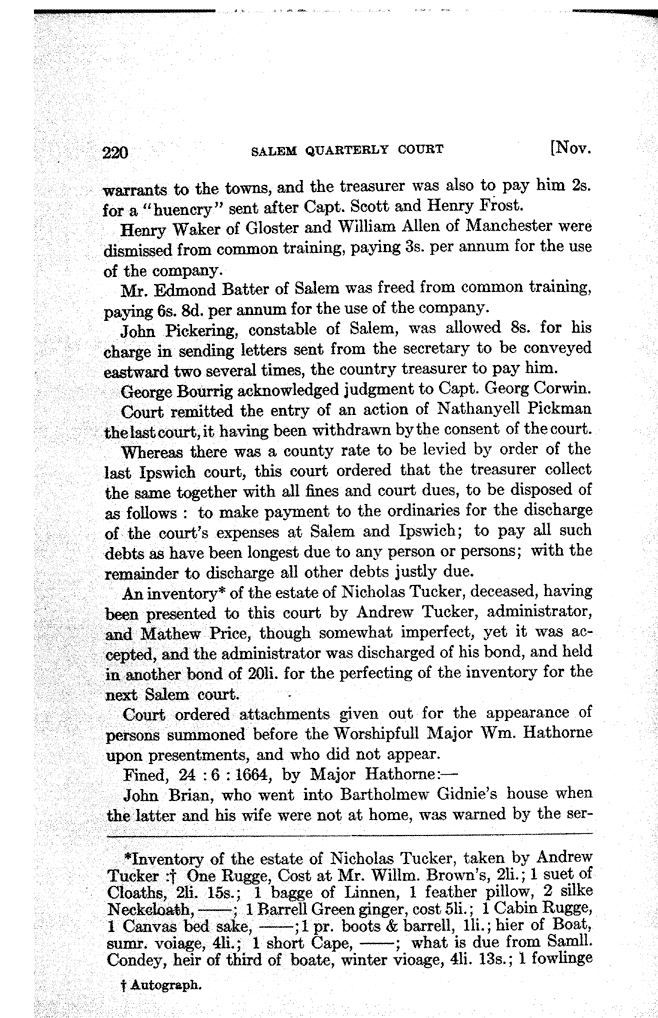 220 SALEM QUARTERLY COURT [Nov.
warrants to the towns, and the treasurer was also to pay him 2s.
for a "huencry" sent after Capt. Scott and Henry Frost.
Henry Waker of Gloster and William Allen of Manchester were
dismissed from common training, paying 3s. per annum for the use
of the company.
Mr. Edmond Batter of Salem was freed from common training,
paying 6s. 8d. per annum for the use of the company.
John Pickering, constable of Salem, was allowed 8s. for his
charge in sending letters sent from the secretary to be conveyed
eastward two several times, the country treasurer to pay him.
George Bourrig acknowledged judgment to Capt. Georg Corwin.
Court remitted the entry of an action of Nathanyell Pickman
the last court, it having been withdrawn by the consent of the court.
Whereas there was a county rate to be levied by order of the
last Ipswich court, this court ordered that the treasurer collect
the same together with all fines and court dues, to be disposed of
as follows : to make payment to the ordinaries for the discharge
of the court's expenses at Salem and Ipswich; to pay all such
debts as have been longest due to any person or persons; with the
remainder to discharge all other debts justly due.
An inventory* of the estate of Nicholas Tucker, deceased, having
been presented to this court by Andrew Tucker, administrator,
and Mathew Price, though somewhat imperfect, yet it was ac-
cepted, and the administrator was discharged of his bond, and held
in another bond of 20li. for the perfecting of the inventory for the
next Salem court.
Court ordered attachments given out for the appearance of
persons summoned before the Worshipfull Major Wm. Hathorne
upon presentments, and who did not appear.
Fined, 24 : 6 : 1664, by Major Hathorne:—
John Brian, who went into Bartholmew Gidnie's house when
the latter and his wife were not at home, was warned by the ser-
*Inventory of the estate of Nicholas Tucker, taken by Andrew
Tucker :† One Rugge, Cost at Mr. Willm. Brown's, 2li.; 1 suet of
Cloaths, 2li. 15s.; 1 bagge of Linnen, 1 feather pillow, 2 silke
Neckeloath, ——; 1 Barrell Green ginger, cost 5li.; 1 Cabin Rugge,
1 Canvas bed sake, ——; 1 pr. boots & barrell, 1li.; hier of Boat,
sumr. voiage, 4li.; 1 short Cape, ——; what is due from Samll.
Condey, heir of third of boate, winter vioage, 4li. 13s.; 1 fowlinge
† Autograph.